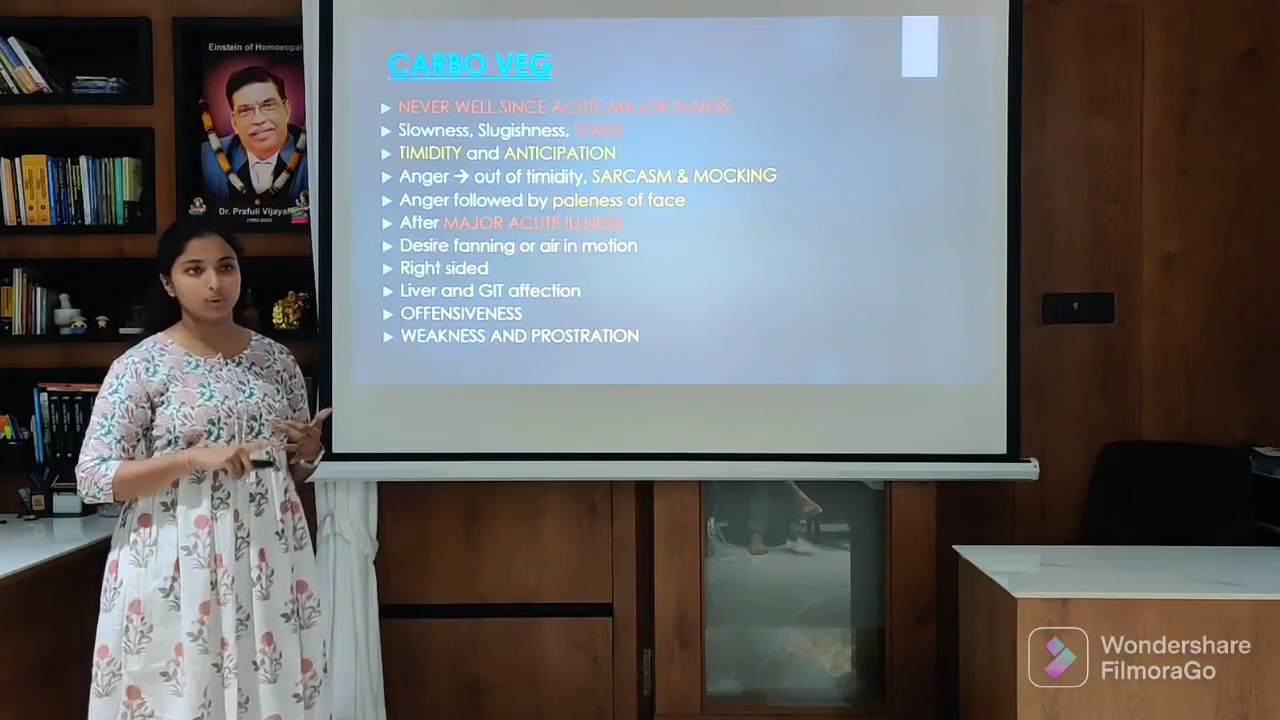 Einstein of Homoeopat
Dr. Prafull Vijayak
CARBO VEG
NEVER WELL SINCE ACUTE MAJOR ILLNESS
Slowness, Slugishness,
TIMIDITY and ANTICIPATION
Anger → out of timidity, SARCASM & MOCKING
Anger followed by paleness of face
After MAJOR ACUTE ILLNESS
Desire fanning or air in motion
Right sided
Liver and GIT affection
OFFENSIVENESS
WEAKNESS AND PROSTRATION
Wondershare
FilmoraGo